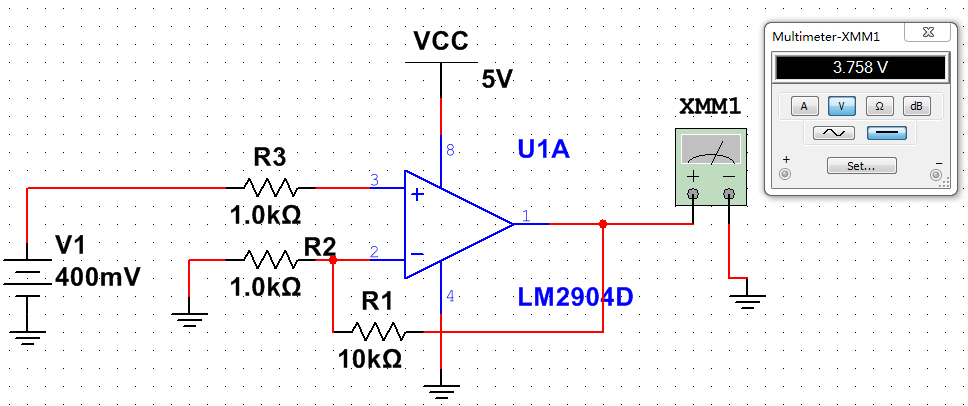 VCC
5V
Multimeter-XMM1
3.758 V
A
V
Ω
dB
+
Set...
−
XMM1
+
−
8
U1A
R3
3
+
1.0kΩ
1
V1
400mV
R2
2
−
1.0kΩ
4
LM2904D
R1
10kΩ